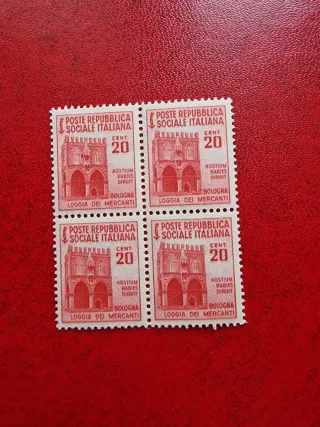 POSTE REPUBBLICA
SOCIALE ITALIANA
CENT.
20
HOSTIUM
RABIES
DIRUIT
BOLOGNA
LOGGIA DEI MERCANTI
POSTE REPUBBLICA
SOCIALE ITALIANA
CENT.
20
HOSTIUM
RABIES
DIRUIT
BOLOGNA
LOGGIA DEI MERCANTI
POSTE REPUBBLICA
SOCIALE ITALIANA
CENT.
20
HOSTIUM
RABIES
DIRUIT
BOLOGNA
LOGGIA DEI MERCANTI
POSTE REPUBBLICA
SOCIALE ITALIANA
CENT.
20
HOSTIUM
RABIES
DIRUIT
BOLOGNA
LOGGIA DEI MERCANTI